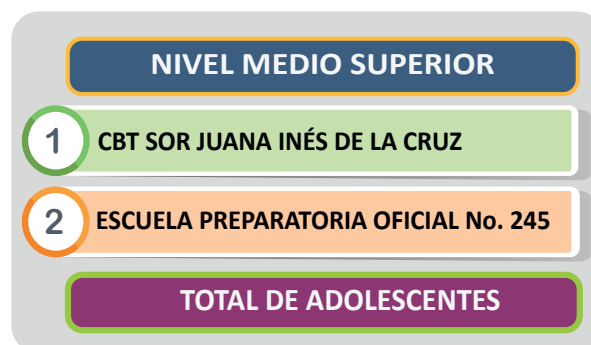 NIVEL MEDIO SUPERIOR
1 CBT SOR JUANA INÉS DE LA CRUZ
2 ESCUELA PREPARATORIA OFICIAL No. 245
TOTAL DE ADOLESCENTES